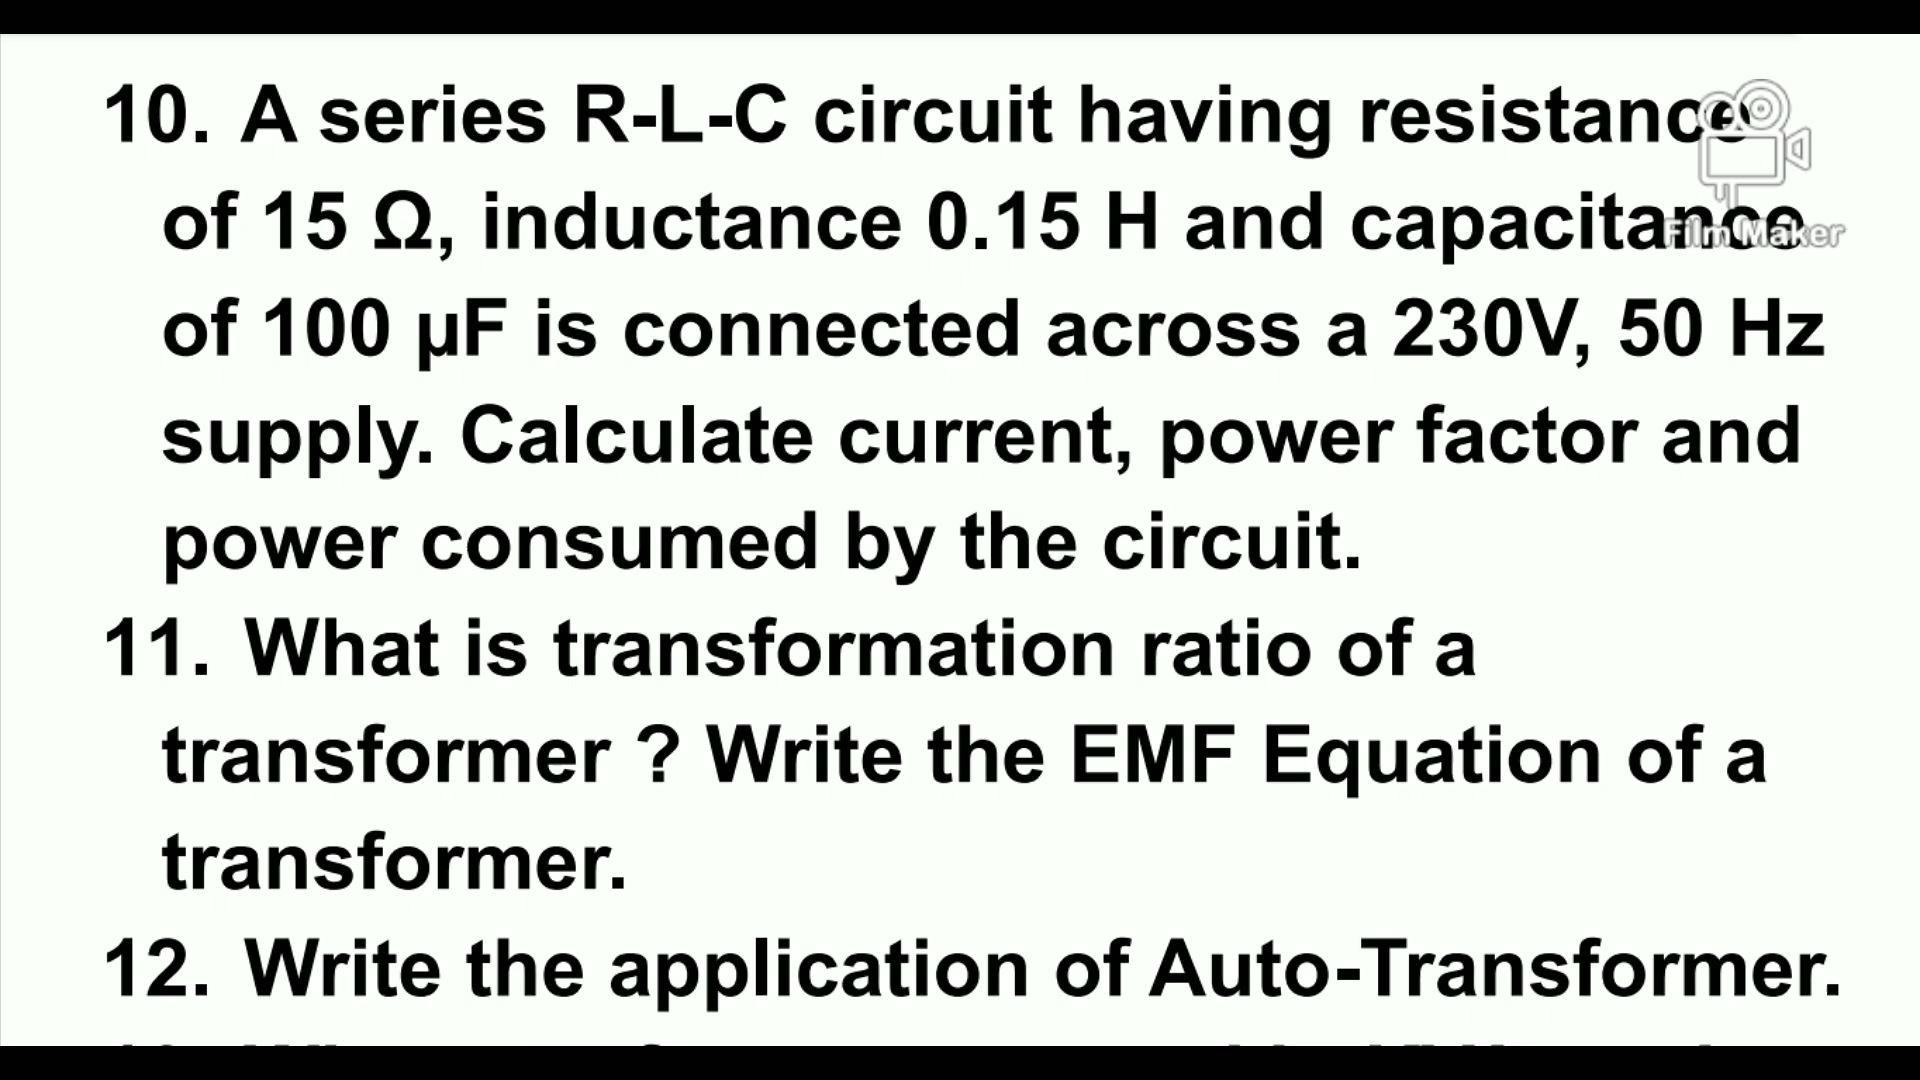 10. A series R-L-C circuit having resistance
of 15 Ω, inductance 0.15 H and capacitance
of 100 µF is connected across a 230V, 50 Hz
supply. Calculate current, power factor and
power consumed by the circuit.
11. What is transformation ratio of a
transformer ? Write the EMF Equation of a
transformer.
12. Write the application of Auto-Transformer.
Film Maker